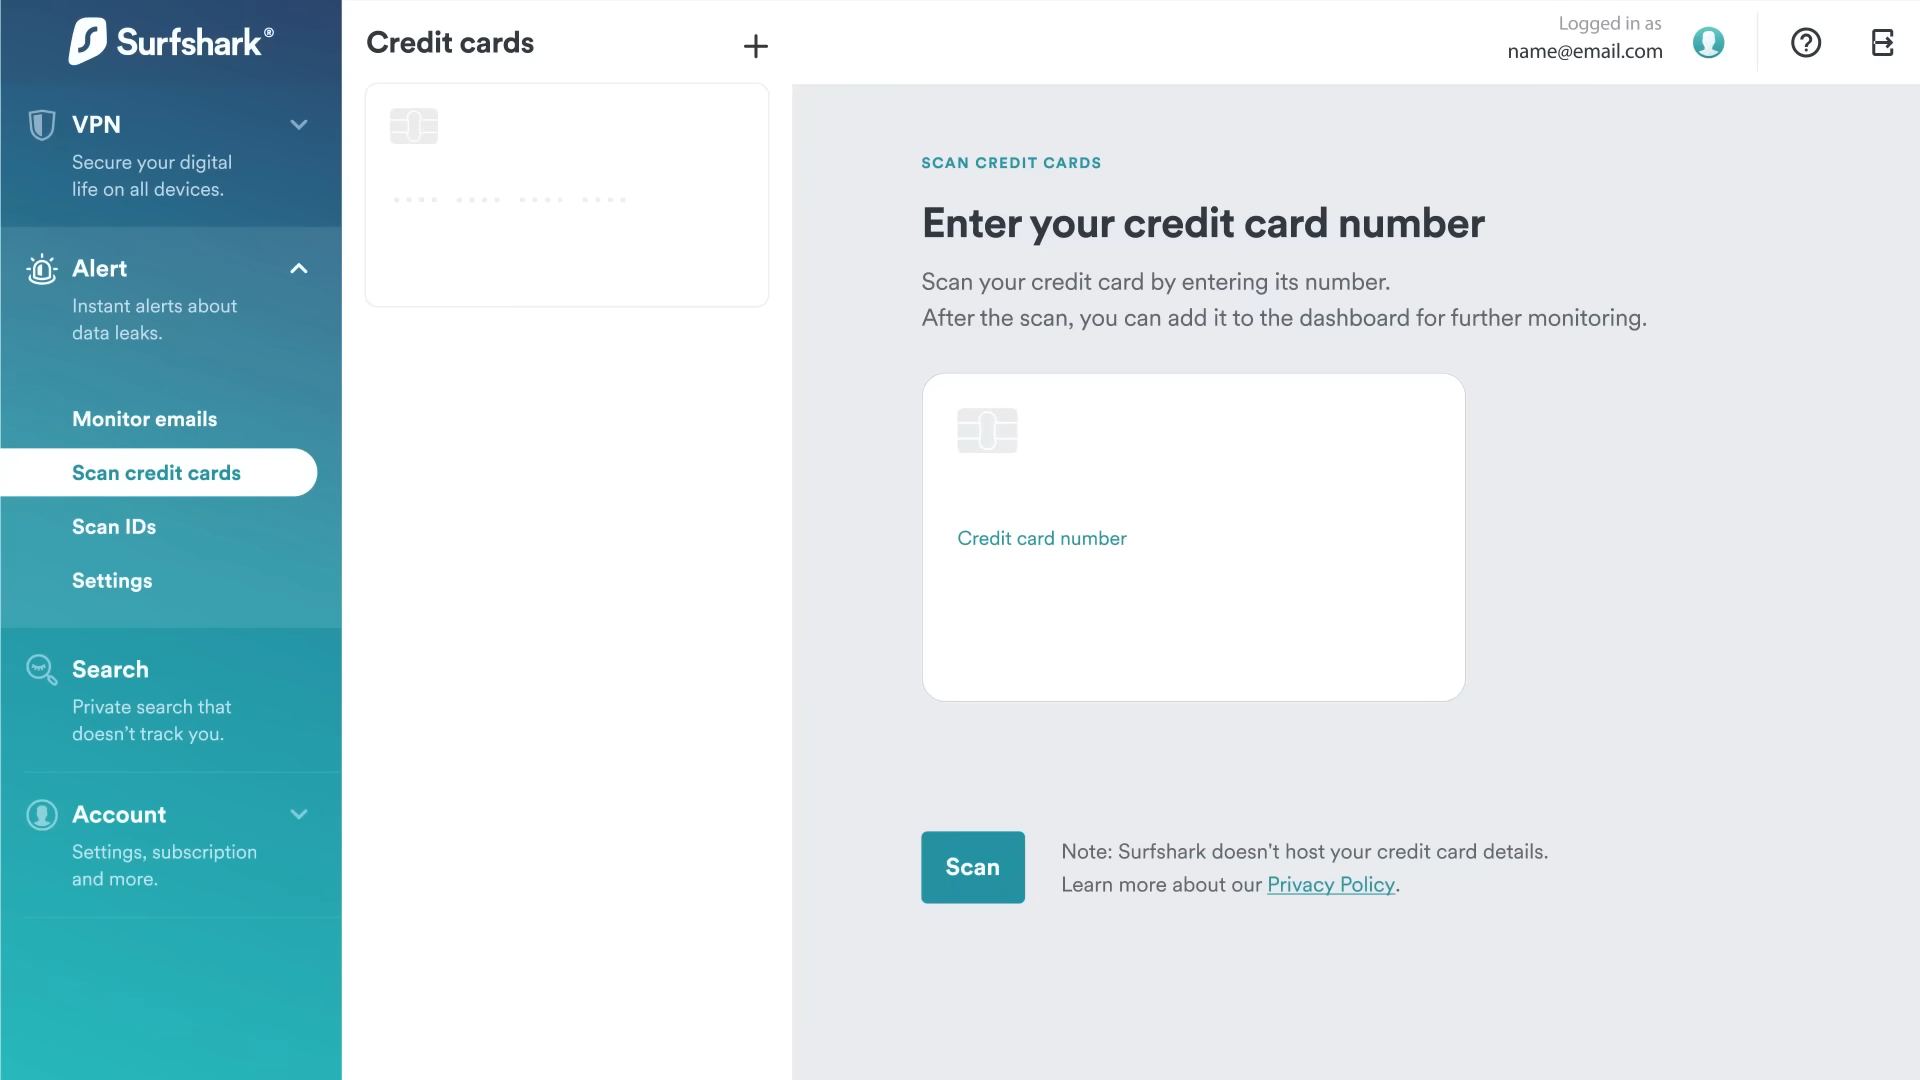 Surfshark®
VPN
Secure your digital
life on all devices.
Alert
Instant alerts about
data leaks.
Monitor emails
Scan credit cards
Scan IDs
Settings
Search
Private search that
doesn’t track you.
Account
Settings, subscription
and more.
Credit cards
Logged in as
name@email.com
SCAN CREDIT CARDS
Enter your credit card number
Scan your credit card by entering its number.
After the scan, you can add it to the dashboard for further monitoring.
Credit card number
Scan
Note: Surfshark doesn't host your credit card details.
Learn more about our Privacy Policy.